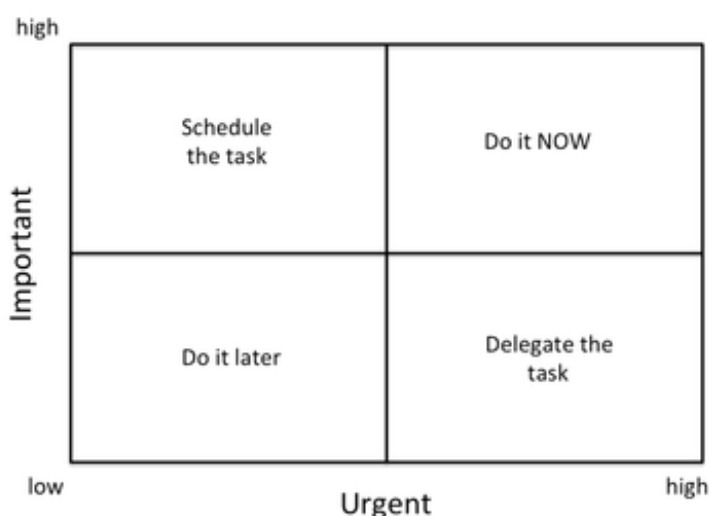 high
Schedule
the task
Do it NOW
Important
Do it later
Delegate the
task
low
high
Urgent